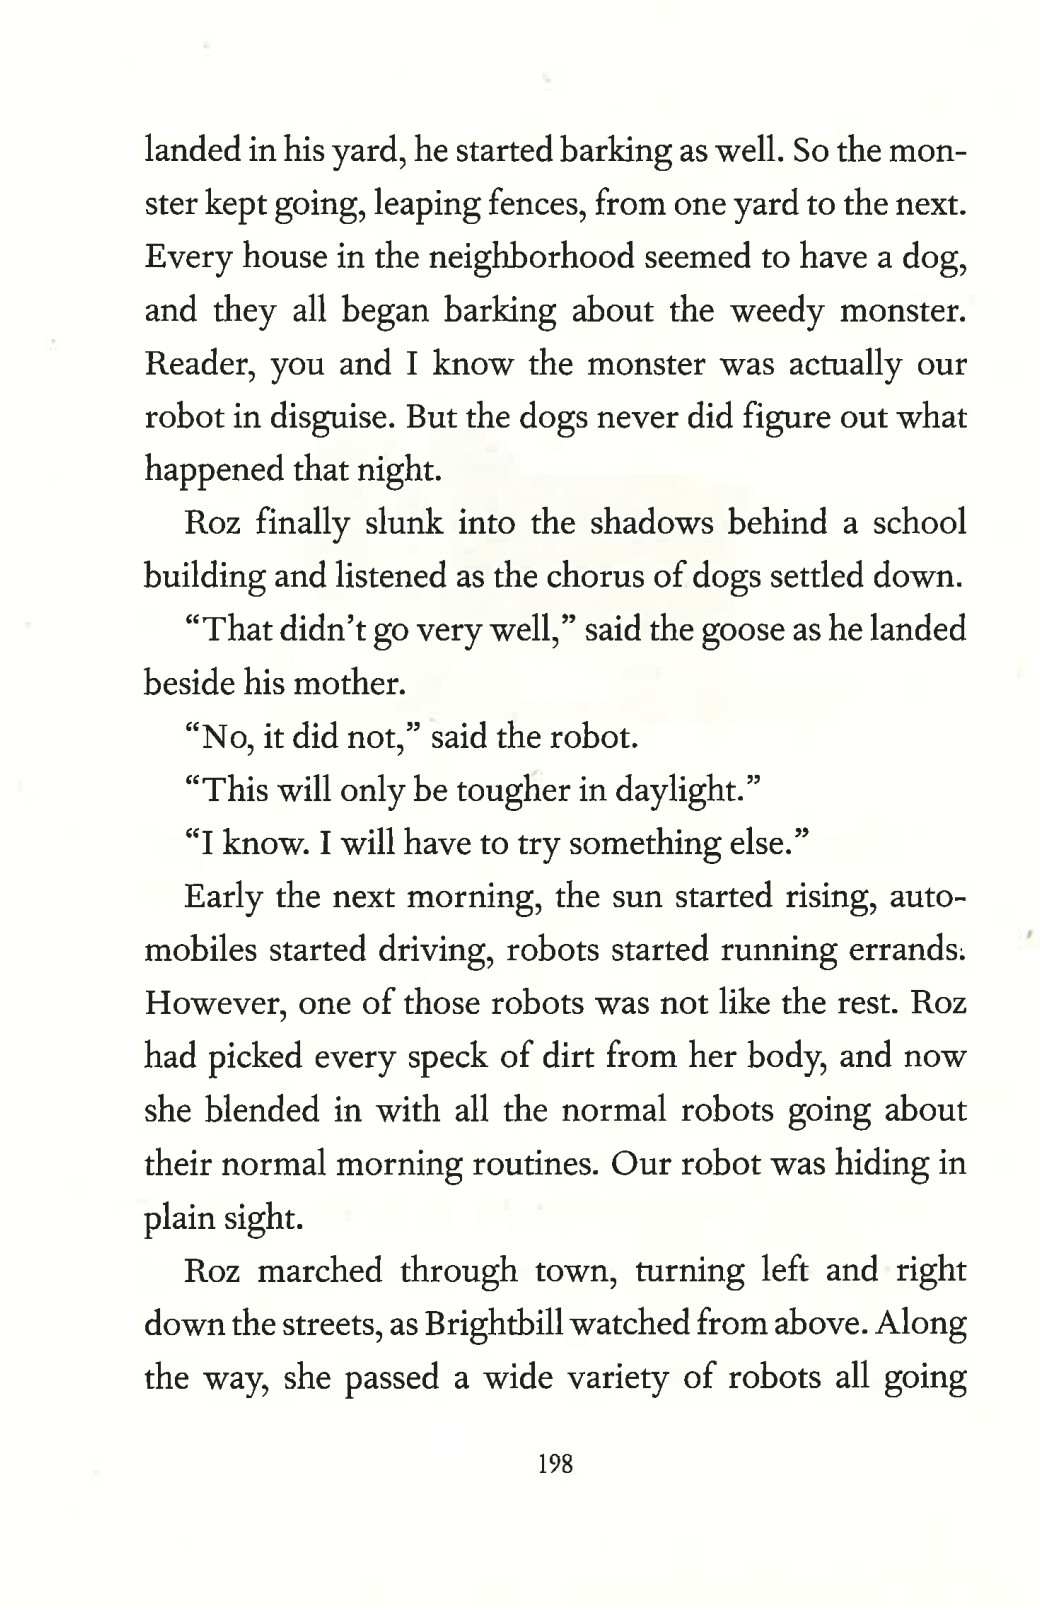 landed in his yard, he started barking as well. So the mon-
ster kept going, leaping fences, from one yard to the next.
Every house in the neighborhood seemed to have a dog,
and they all began barking about the weedy monster.
Reader, you and I know the monster was actually our
robot in disguise. But the dogs never did figure out what
happened that night.
Roz finally slunk into the shadows behind a school
building and listened as the chorus of dogs settled down.
“That didn’t go very well,” said the goose as he landed
beside his mother.
“No, it did not,” said the robot.
“This will only be tougher in daylight.”
“I know. I will have to try something else.”
Early the next morning, the sun started rising, auto-
mobiles started driving, robots started running errands.
However, one of those robots was not like the rest. Roz
had picked every speck of dirt from her body, and now
she blended in with all the normal robots going about
their normal morning routines. Our robot was hiding in
plain sight.
Roz marched through town, turning left and right
down the streets, as Brightbill watched from above. Along
the way, she passed a wide variety of robots all going
198